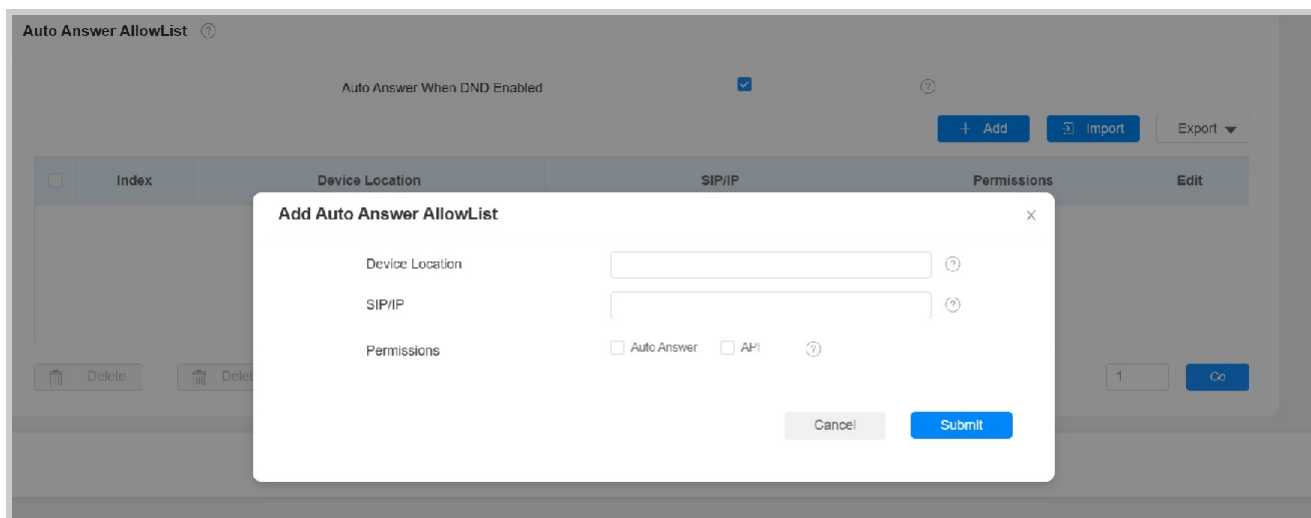 Auto Answer AllowList ?
Auto Answer When DND Enabled ?
+ Add Import Export
Index Device Location SIP/IP Permissions Edit
Add Auto Answer AllowList X
Device Location ?
SIP/IP ?
Permissions Auto Answer API ?
Delete Delet 1 Go
Cancel Submit